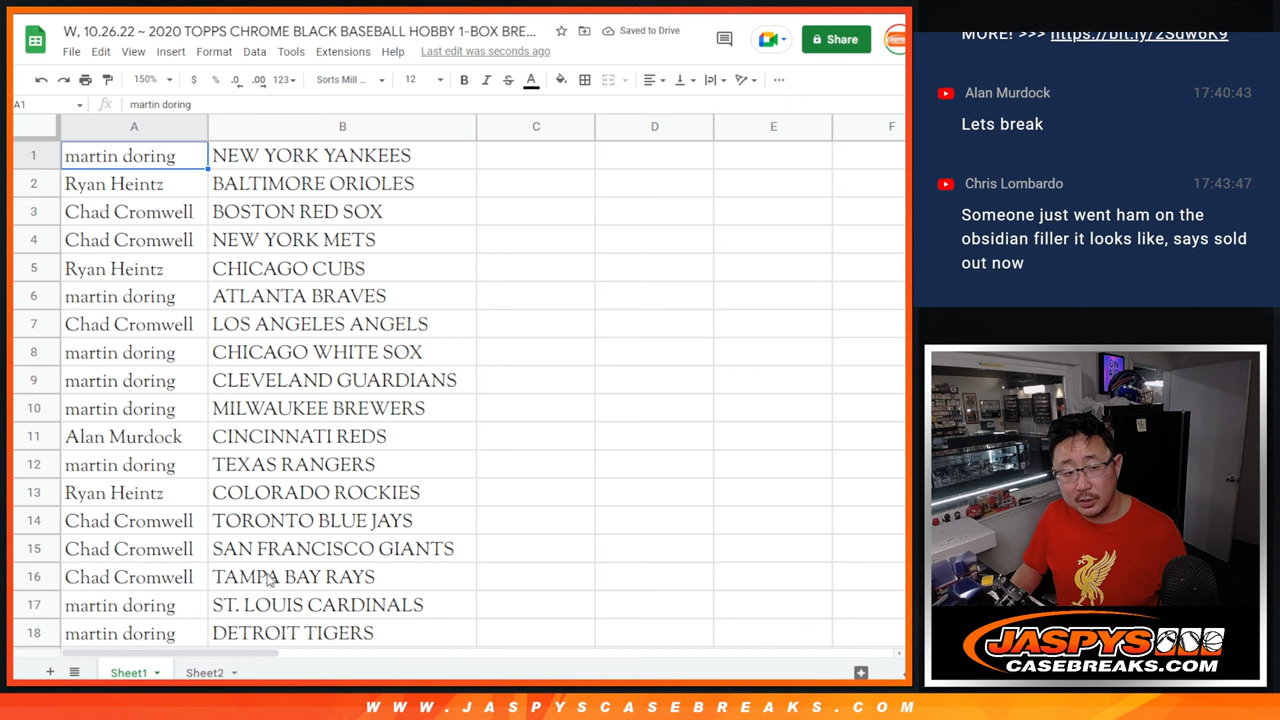 W, 10.26.22 ~ 2020 TOPPS CHROME BLACK BASEBALL HOBBY 1-BOX BRE...
Saved to Drive
Share
File Edit View Insert Format Data Tools Extensions Help Last edit was seconds ago
150% $ % .0 .00 123 Sorts Mill ... 12 B I S A
A1 fx martin doring
A B C D E F
1 martin doring NEW YORK YANKEES
2 Ryan Heintz BALTIMORE ORIOLES
3 Chad Cromwell BOSTON RED SOX
4 Chad Cromwell NEW YORK METS
5 Ryan Heintz CHICAGO CUBS
6 martin doring ATLANTA BRAVES
7 Chad Cromwell LOS ANGELES ANGELS
8 martin doring CHICAGO WHITE SOX
9 martin doring CLEVELAND GUARDIANS
10 martin doring MILWAUKEE BREWERS
11 Alan Murdock CINCINNATI REDS
12 martin doring TEXAS RANGERS
13 Ryan Heintz COLORADO ROCKIES
14 Chad Cromwell TORONTO BLUE JAYS
15 Chad Cromwell SAN FRANCISCO GIANTS
16 Chad Cromwell TAMPA BAY RAYS
17 martin doring ST. LOUIS CARDINALS
18 martin doring DETROIT TIGERS
Sheet1 Sheet2
MORE! >>> https://bit.ly/2Sdw6K9
Alan Murdock 17:40:43
Lets break
Chris Lombardo 17:43:47
Someone just went ham on the
obsidian filler it looks like, says sold
out now
ON
AIR
JASPYS
CASEBREAKS.COM
WWW.JASPYSCASEBREAKS.COM